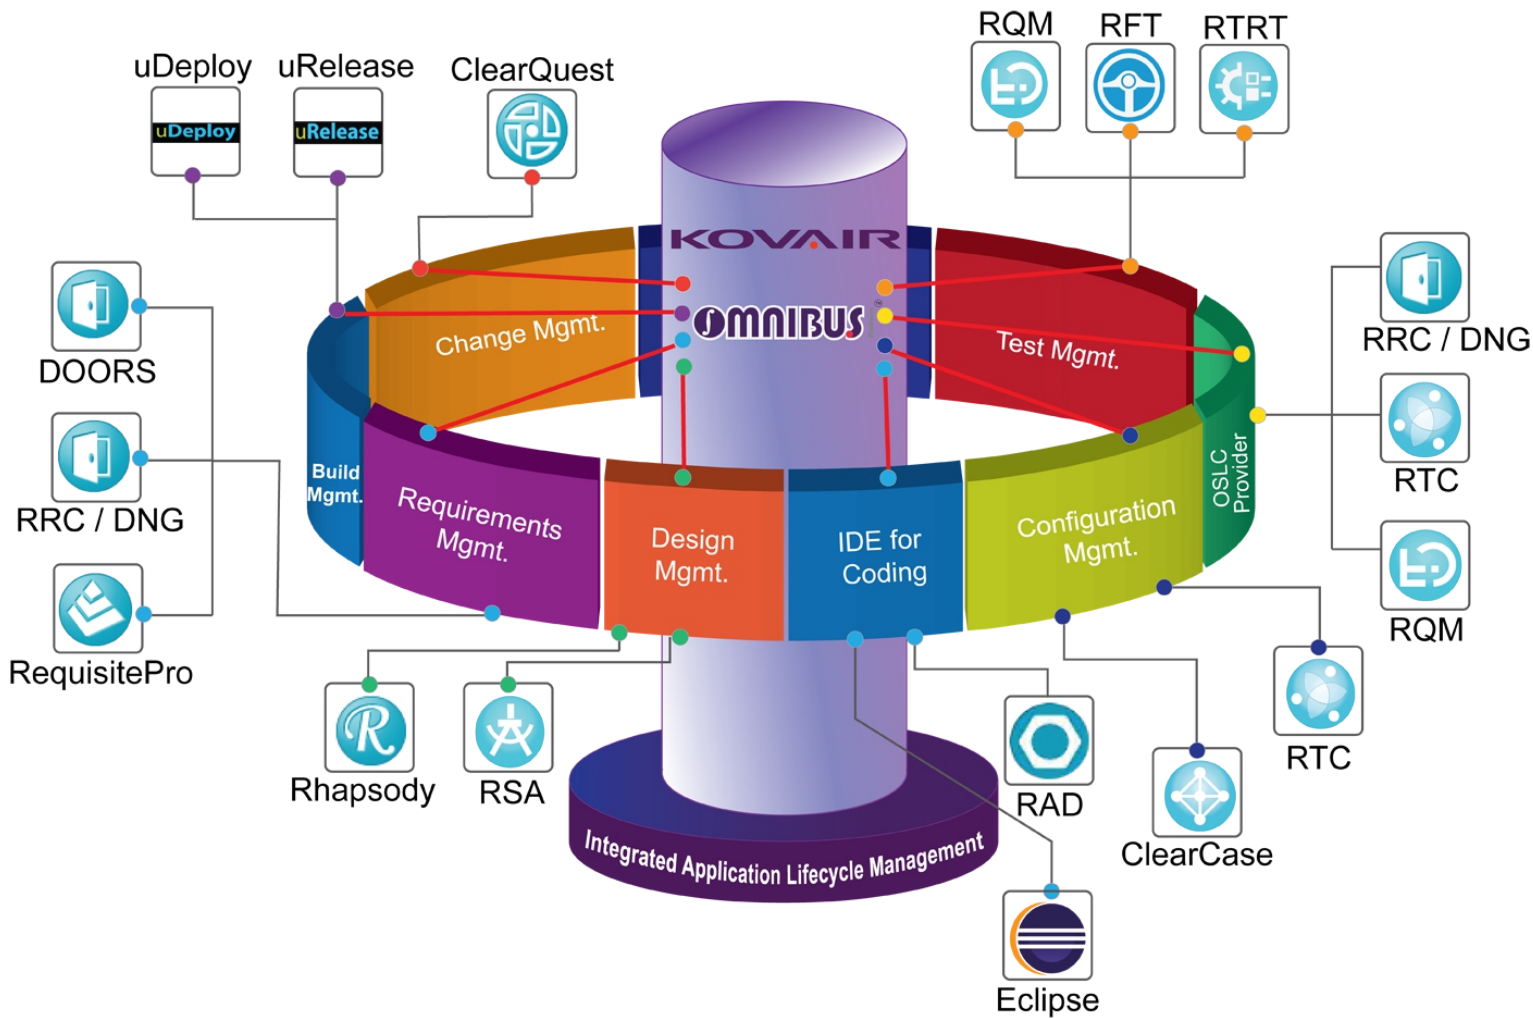 RQM
RFT
RTRT
uDeploy
uRelease
ClearQuest
uDeploy
uRelease
KOVAIR
OMNIBUS
Change Mgmt.
Test Mgmt.
DOORS
RRC / DNG
RequisitePro
Build
Mgmt.
Requirements
Mgmt.
Design
Mgmt.
IDE for
Coding
Configuration
Mgmt.
OSLC
Provider
RRC / DNG
RTC
RQM
Rhapsody
RSA
RAD
RTC
ClearCase
Integrated Application Lifecycle Management
Eclipse